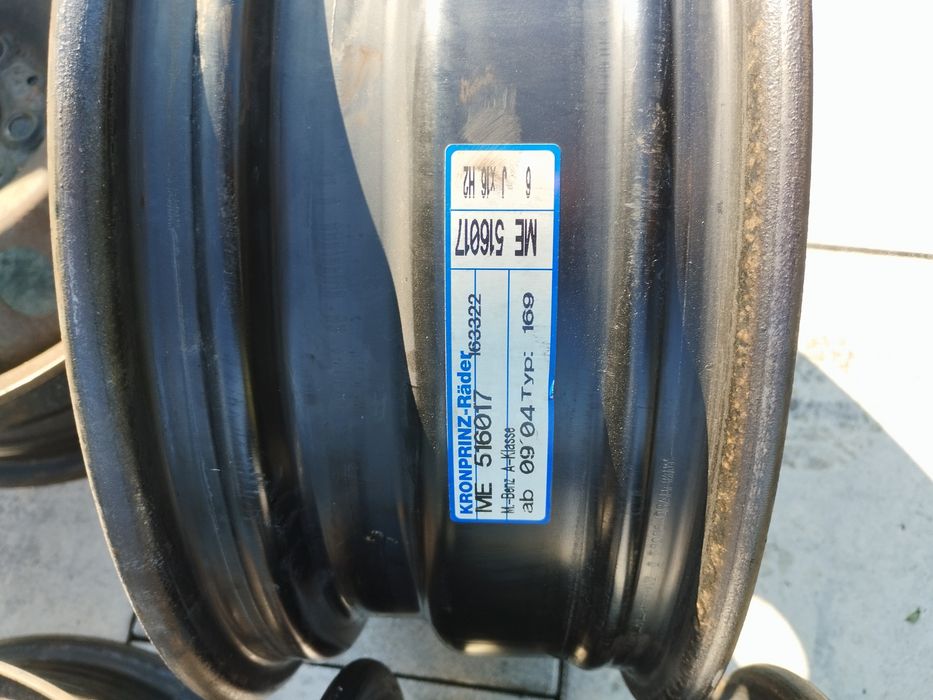 6 J x16 H2
ME 516017
KRONPRINZ-Räder
163322
ME 516017
M.-Benz A-Klasse
ab 09'04 Typ: 169